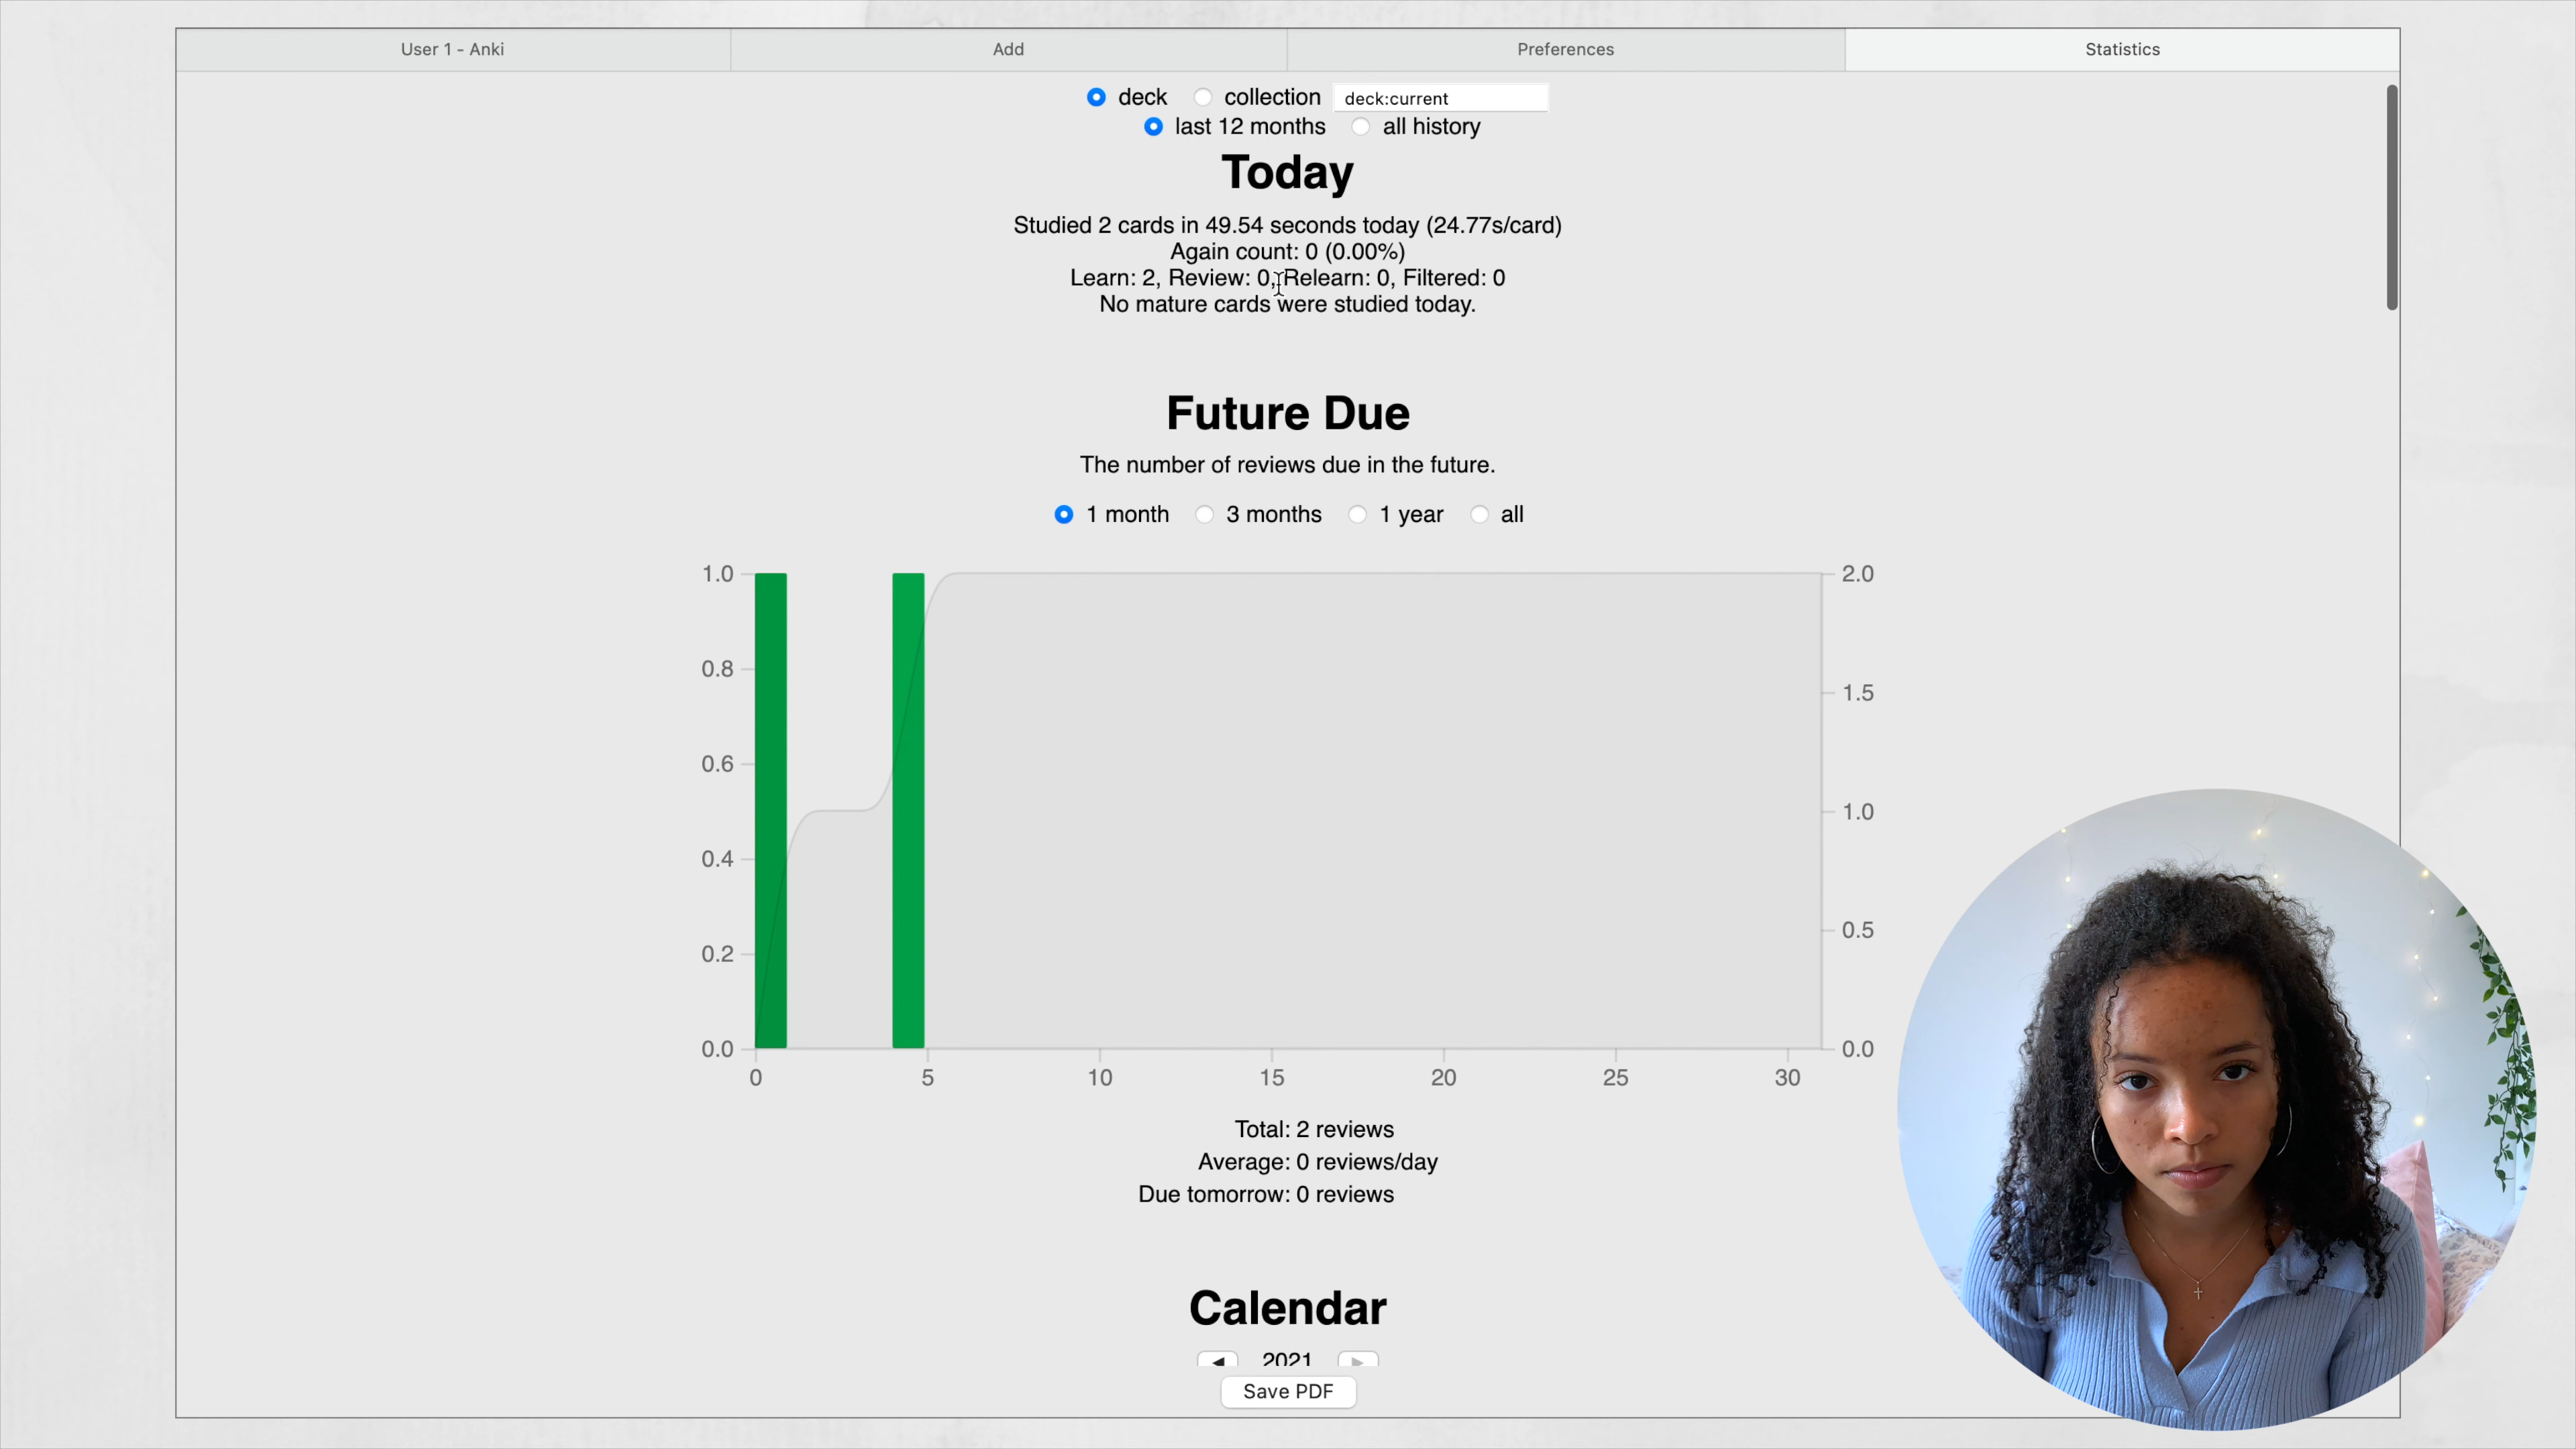 User 1 - Anki Add Preferences Statistics
deck collection deck:current
last 12 months all history
Today
Studied 2 cards in 49.54 seconds today (24.77s/card)
Again count: 0 (0.00%)
Learn: 2, Review: 0, Relearn: 0, Filtered: 0
No mature cards were studied today.
Future Due
The number of reviews due in the future.
1 month 3 months 1 year all
1.0 2.0
0.8
1.5
0.6
1.0
0.4
0.5
0.2
0.0 0.0
0 5 10 15 20 25 30
Total: 2 reviews
Average: 0 reviews/day
Due tomorrow: 0 reviews
Calendar
2021
Save PDF